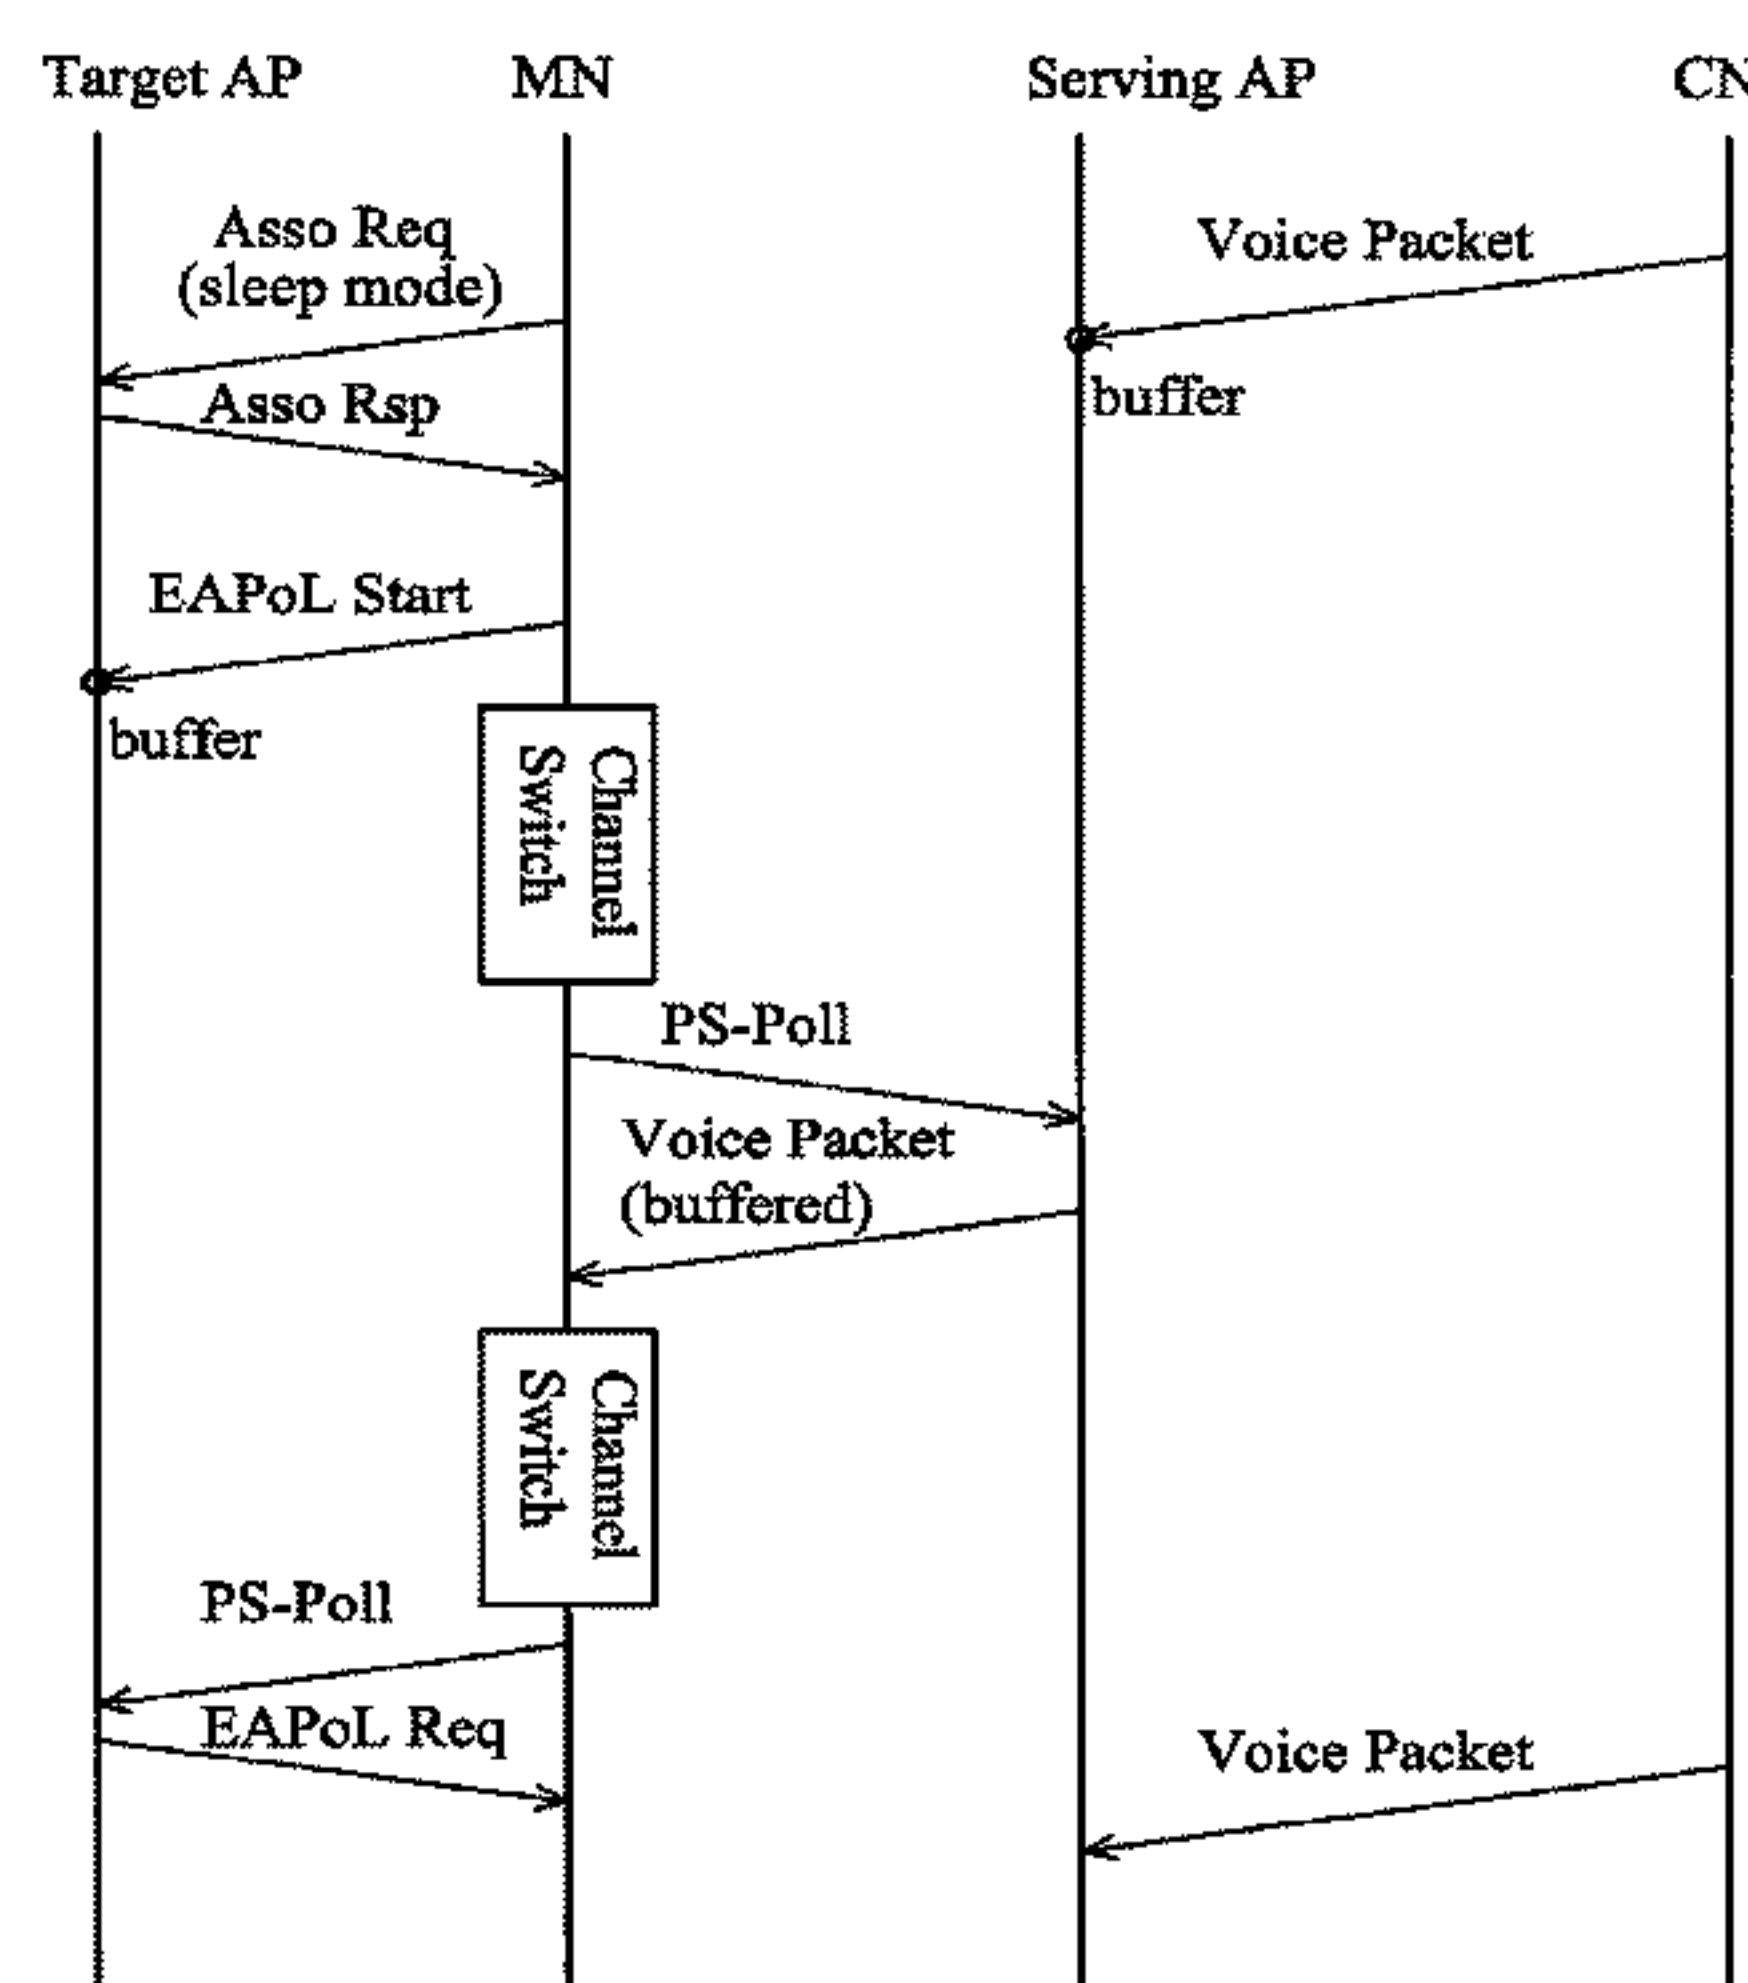 Target AP
MN
Serving AP
CN
Asso Req
(sleep mode)
Voice Packet
buffer
Asso Rsp
EAPoL Start
buffer
Channel
Switch
PS-Poll
Voice Packet
(buffered)
Channel
Switch
PS-Poll
EAPoL Req
Voice Packet